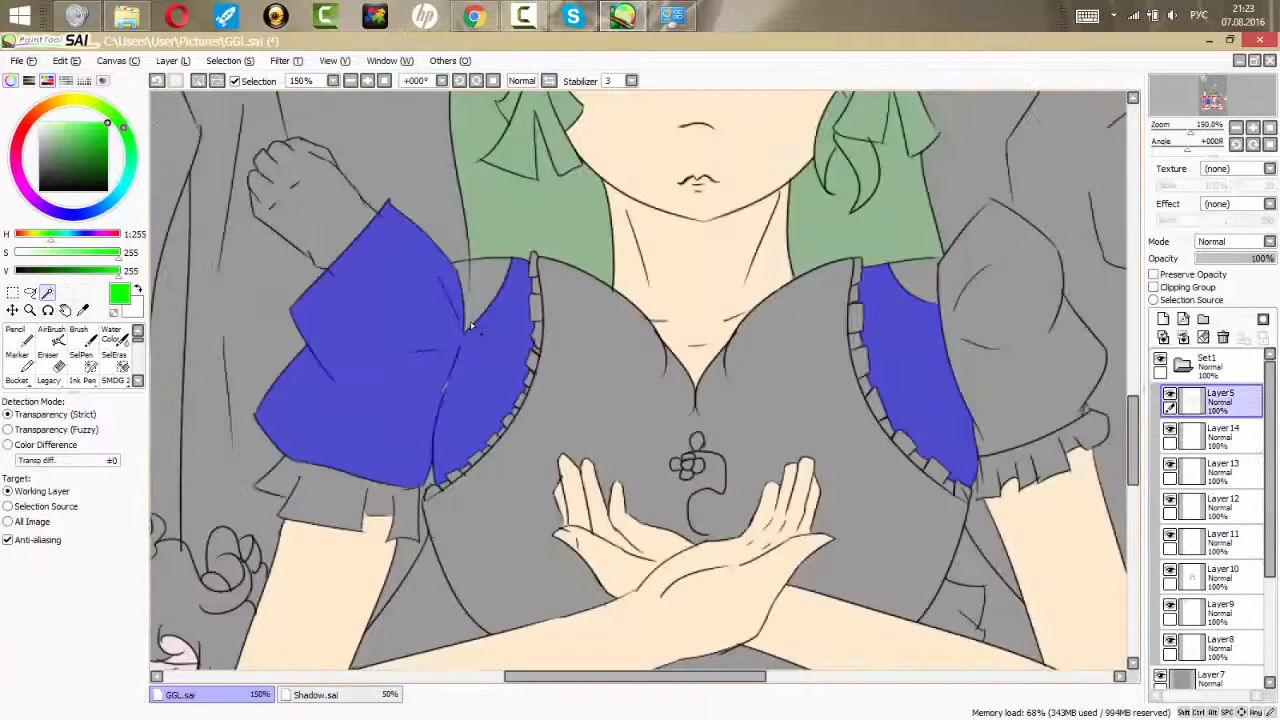 21:23
РУС
07.08.2016
PaintTool SAI C:\Users\User\Pictures\GGL.sai (*)
File (F) Edit (E) Canvas (C) Layer (L) Selection (S) Filter (T) View (V) Window (W) Others (O)
Selection 150% +000° Normal Stabilizer 3
Zoom 150.0%
Angle +000R
Texture (none)
Effect (none)
Mode Normal
Opacity 100%
Preserve Opacity
Clipping Group
Selection Source
H 1:255
S 255
V 255
Pencil AirBrush Brush Water
Color
Marker Eraser SelPen SelEras
Bucket Legacy Ink Pen SMDG 2
Detection Mode:
Transparency (Strict)
Transparency (Fuzzy)
Color Difference
Transp diff. ±0
Target:
Working Layer
Selection Source
All Image
Anti-aliasing
Set1
Normal
100%
Layer5
Normal
100%
Layer14
Normal
100%
Layer13
Normal
100%
Layer12
Normal
100%
Layer11
Normal
100%
Layer10
Normal
100%
Layer9
Normal
100%
Layer8
Normal
100%
Layer7
Normal
GGL.sai 150% Shadow.sai 50%
Memory load: 68% (343MB used / 994MB reserved) Shift Ctrl Alt SPC Any